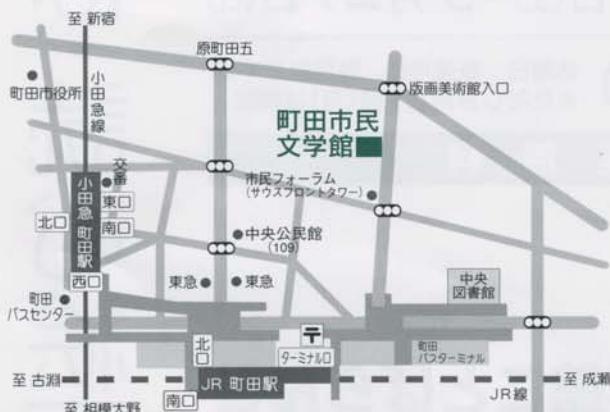 至 新宿
原町田五
小田急線
町田市役所
版画美術館入口
町田市民
文学館
交番
市民フォーラム
(サウスフロントタワー)
小田急 町田駅
東口
北口
南口
中央公民館
(109)
西口
東急
東急
中央
図書館
町田
バスセンター
北口
〒
ターミナル口
町田
バスターミナル
至 古淵
JR 町田駅
至 成瀬
南口
JR線
至 相模大野